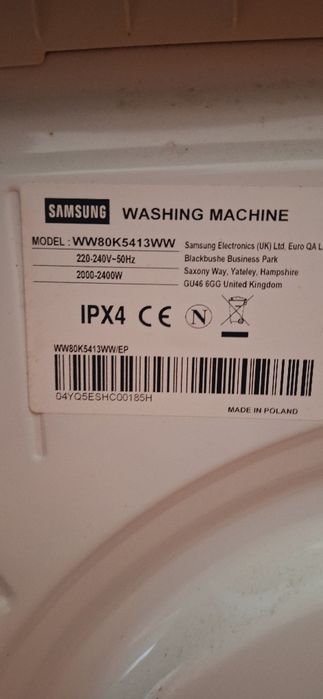 SAMSUNG WASHING MACHINE
MODEL : WW80K5413WW
220-240V~50Hz
2000-2400W
Samsung Electronics (UK) Ltd. Euro QA L
Blackbushe Business Park
Saxony Way, Yateley, Hampshire
GU46 6GG United Kingdom
IPX4 CE N
WW80K5413WW/EP
04YQ5ESHC00185H
MADE IN POLAND